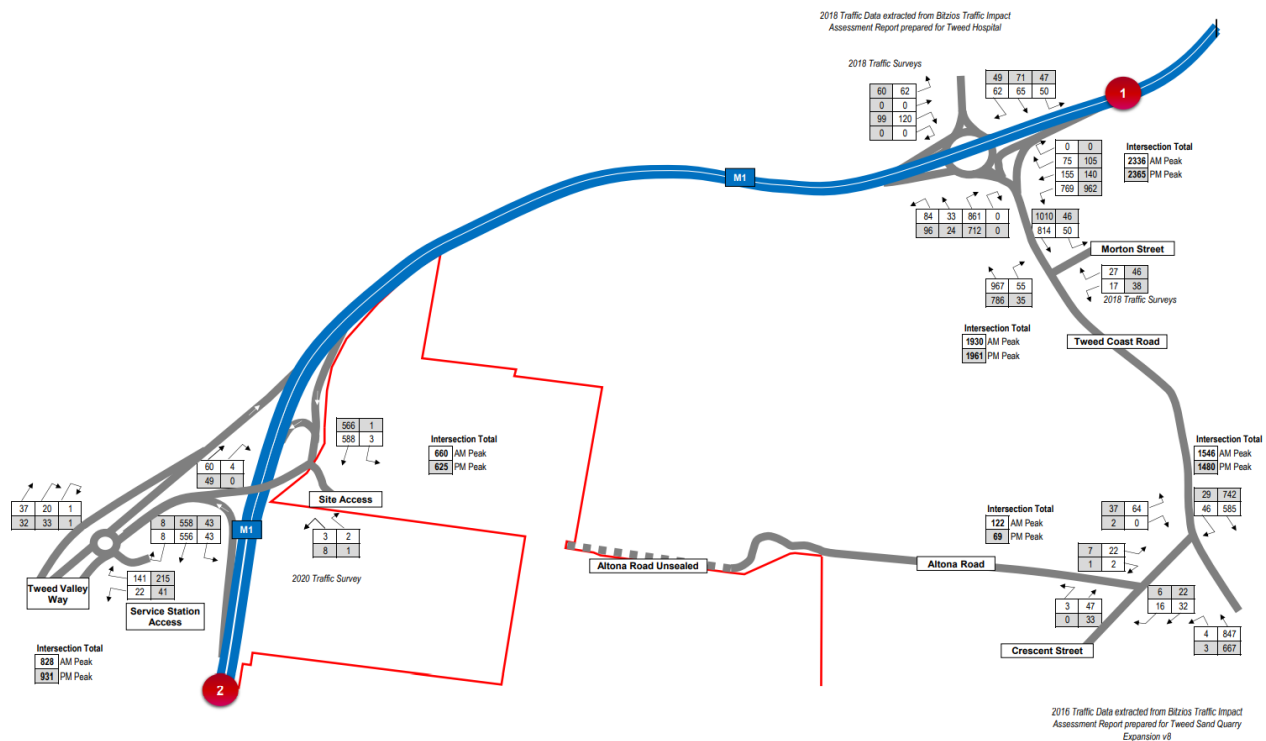 2018 Traffic Data extracted from Bitzios Traffic Impact
Assessment Report prepared for Tweed Hospital
2018 Traffic Surveys
60 62
0 0
99 120
0 0
49 71 47
62 65 50
1
0 0
75 105
155 140
769 962
Intersection Total
2336 AM Peak
2365 PM Peak
M1
84 33 861 0
96 24 712 0
1010 46
814 50
Morton Street
27 46
17 38
2018 Traffic Surveys
967 55
786 35
Intersection Total
1930 AM Peak
1961 PM Peak
Tweed Coast Road
566 1
588 3
Intersection Total
660 AM Peak
625 PM Peak
Intersection Total
1546 AM Peak
1480 PM Peak
60 4
49 0
Site Access
37 20 1
32 33 1
8 558 43
8 556 43
M1
3 2
8 1
2020 Traffic Survey
29 742
46 585
Intersection Total
122 AM Peak
69 PM Peak
37 64
2 0
7 22
1 2
Altona Road Unsealed
Altona Road
Tweed Valley
Way
141 215
22 41
Service Station
Access
3 47
0 33
6 22
16 32
4 847
3 667
Crescent Street
Intersection Total
828 AM Peak
931 PM Peak
2
2016 Traffic Data extracted from Bitzios Traffic Impact
Assessment Report prepared for Tweed Sand Quarry
Expansion v8